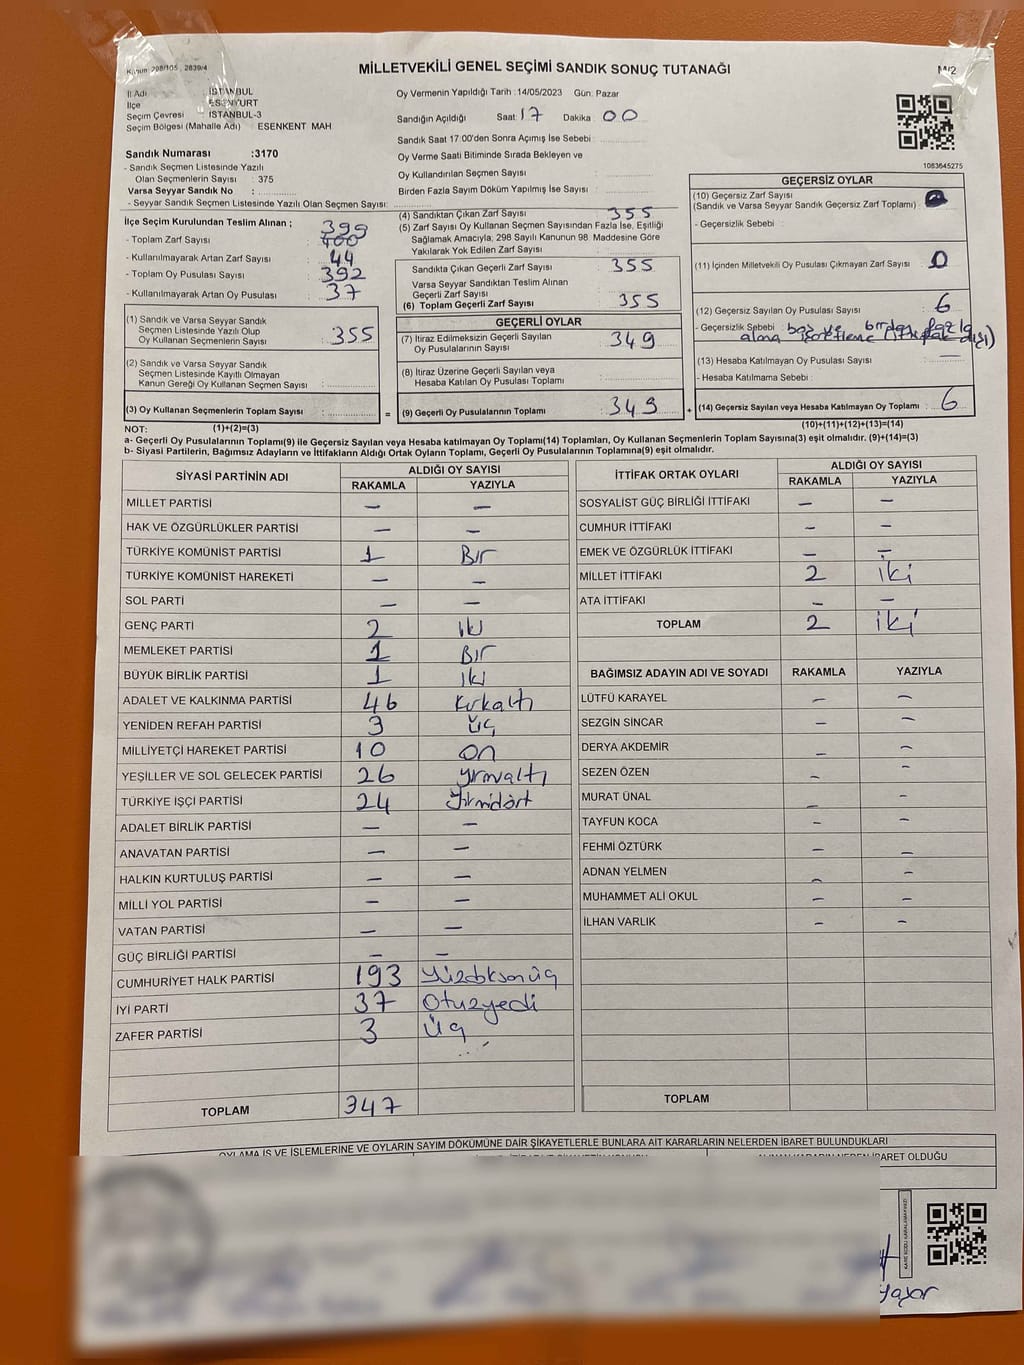 Kanun: 298/105, 2839/4
MİLLETVEKİLİ GENEL SEÇİMİ SANDIK SONUÇ TUTANAĞI
M/2
İl Adı : İSTANBUL
İlçe : ESENYURT
Seçim Çevresi : İSTANBUL-3
Seçim Bölgesi (Mahalle Adı) : ESENKENT MAH
Sandık Numarası :3170
- Sandık Seçmen Listesinde Yazılı
Olan Seçmenlerin Sayısı : 375
Varsa Seyyar Sandık No :
- Seyyar Sandık Seçmen Listesinde Yazılı Olan Seçmen Sayısı:
Oy Vermenin Yapıldığı Tarih :14/05/2023 Gün: Pazar
Sandığın Açıldığı Saat: 17 Dakika 00
Sandık Saat 17:00'den Sonra Açımış İse Sebebi :
Oy Verme Saati Bitiminde Sırada Bekleyen ve
Oy Kullandırılan Seçmen Sayısı :
Birden Fazla Sayım Döküm Yapılmış İse Sayısı :
1083645275
İlçe Seçim Kurulundan Teslim Alınan ; 399
- Toplam Zarf Sayısı : 400
- Kullanılmayarak Artan Zarf Sayısı : 44
- Toplam Oy Pusulası Sayısı : 392
- Kullanılmayarak Artan Oy Pusulası : 37
(1) Sandık ve Varsa Seyyar Sandık
Seçmen Listesinde Yazılı Olup
Oy Kullanan Seçmenlerin Sayısı : 355
(2) Sandık ve Varsa Seyyar Sandık
Seçmen Listesinde Kayıtlı Olmayan
Kanun Gereği Oy Kullanan Seçmen Sayısı :
(3) Oy Kullanan Seçmenlerin Toplam Sayısı :
=
(4) Sandıktan Çıkan Zarf Sayısı : 355
(5) Zarf Sayısı Oy Kullanan Seçmen Sayısından Fazla İse, Eşitliği
Sağlamak Amacıyla, 298 Sayılı Kanunun 98. Maddesine Göre
Yakılarak Yok Edilen Zarf Sayısı :
Sandıkta Çıkan Geçerli Zarf Sayısı : 355
Varsa Seyyar Sandıktan Teslim Alınan
Geçerli Zarf Sayısı :
(6) Toplam Geçerli Zarf Sayısı : 355
GEÇERLİ OYLAR
(7) İtiraz Edilmeksizin Geçerli Sayılan
Oy Pusulalarının Sayısı : 349
(8) İtiraz Üzerine Geçerli Sayılan veya
Hesaba Katılan Oy Pusulası Toplamı :
(9) Geçerli Oy Pusulalarının Toplamı : 349
+
GEÇERSİZ OYLAR
(10) Geçersiz Zarf Sayısı :
(Sandık ve Varsa Seyyar Sandık Geçersiz Zarf Toplamı)
- Geçersizlik Sebebi :
(11) İçinden Milletvekili Oy Pusulası Çıkmayan Zarf Sayısı : 0
(12) Geçersiz Sayılan Oy Pusulası Sayısı : 6
- Geçersizlik Sebebi : boş ve birden fazla
(13) Hesaba Katılmayan Oy Pusulası Sayısı : —
- Hesaba Katılmama Sebebi :
(14) Geçersiz Sayılan veya Hesaba Katılmayan Oy Toplamı : 6
NOT: (1)+(2)=(3)
(10)+(11)+(12)+(13)=(14)
a- Geçerli Oy Pusulalarının Toplamı(9) ile Geçersiz Sayılan veya Hesaba katılmayan Oy Toplamı(14) Toplamları, Oy Kullanan Seçmenlerin Toplam Sayısına(3) eşit olmalıdır. (9)+(14)=(3)
b- Siyasi Partilerin, Bağımsız Adayların ve İttifakların Aldığı Ortak Oyların Toplamı, Geçerli Oy Pusulalarının Toplamına(9) eşit olmalıdır.
SİYASİ PARTİNİN ADI ALDIĞI OY SAYISI
RAKAMLA YAZIYLA
MİLLET PARTİSİ — —
HAK VE ÖZGÜRLÜKLER PARTİSİ — —
TÜRKİYE KOMÜNİST PARTİSİ 1 Bir
TÜRKİYE KOMÜNİST HAREKETİ — —
SOL PARTİ — —
GENÇ PARTİ 2 iki
MEMLEKET PARTİSİ 1 Bir
BÜYÜK BİRLİK PARTİSİ 1 iki
ADALET VE KALKINMA PARTİSİ 46 Kırkaltı
YENİDEN REFAH PARTİSİ 3 üç
MİLLİYETÇİ HAREKET PARTİSİ 10 on
YEŞİLLER VE SOL GELECEK PARTİSİ 26 yirmialtı
TÜRKİYE İŞÇİ PARTİSİ 24 Yirmidört
ADALET BİRLİK PARTİSİ — —
ANAVATAN PARTİSİ — —
HALKIN KURTULUŞ PARTİSİ — —
MİLLİ YOL PARTİSİ — —
VATAN PARTİSİ — —
GÜÇ BİRLİĞİ PARTİSİ — —
CUMHURİYET HALK PARTİSİ 193 yüzdoksanüç
İYİ PARTİ 37 Otuzyedi
ZAFER PARTİSİ 3 üç
TOPLAM 347
İTTİFAK ORTAK OYLARI ALDIĞI OY SAYISI
RAKAMLA YAZIYLA
SOSYALİST GÜÇ BİRLİĞİ İTTİFAKI — —
CUMHUR İTTİFAKI — —
EMEK VE ÖZGÜRLÜK İTTİFAKI — —
MİLLET İTTİFAKI 2 iki
ATA İTTİFAKI — —
TOPLAM 2 iki
BAĞIMSIZ ADAYIN ADI VE SOYADI RAKAMLA YAZIYLA
LÜTFÜ KARAYEL — —
SEZGİN SİNCAR — —
DERYA AKDEMİR — —
SEZEN ÖZEN — —
MURAT ÜNAL — —
TAYFUN KOCA — —
FEHMİ ÖZTÜRK — —
ADNAN YELMEN — —
MUHAMMET ALİ OKUL — —
İLHAN VARLIK — —
TOPLAM
OYLAMA İŞ VE İŞLEMLERİNE VE OYLARIN SAYIM DÖKÜMÜNE DAİR ŞİKAYETLERLE BUNLARA AİT KARARLARIN NELERDEN İBARET BULUNDUKLARI
ALINAN KARARIN NEDEN İBARET OLDUĞU
KARE KODU KARALAMAYINIZ
Yaşar